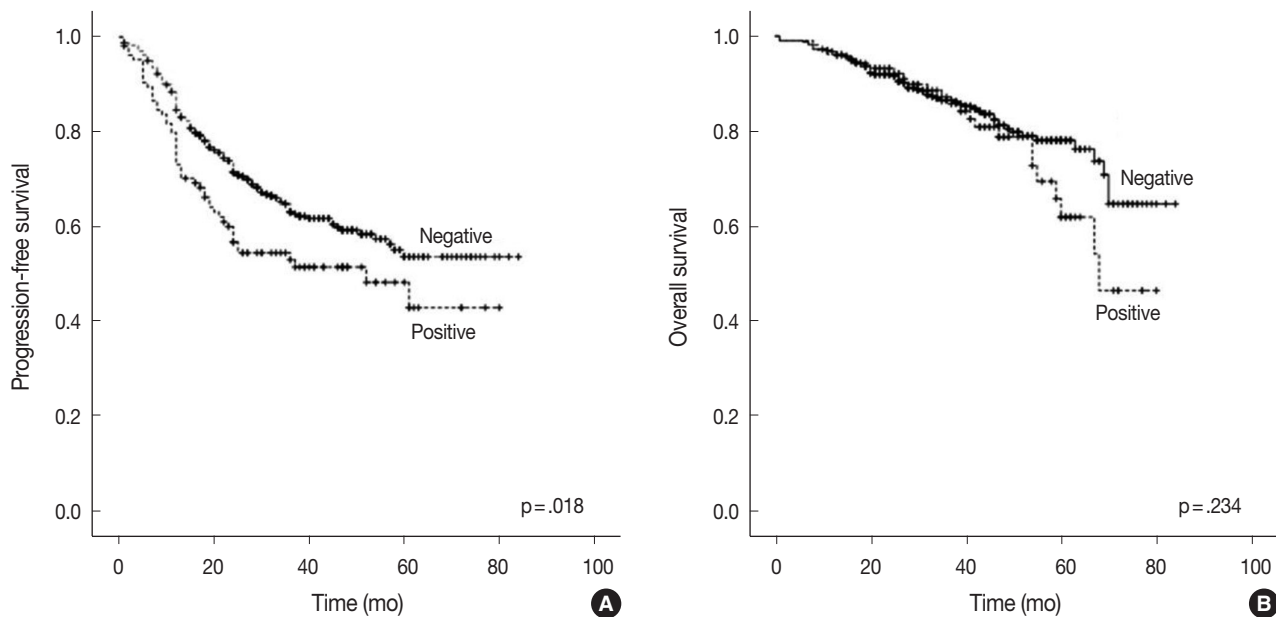 1.0
0.8
0.6
0.4
0.2
0.0
Progression-free survival
Negative
Positive
p=.018
0 20 40 60 80 100
Time (mo)
A
1.0
0.8
0.6
0.4
0.2
0.0
Overall survival
Negative
Positive
p=.234
0 20 40 60 80 100
Time (mo)
B